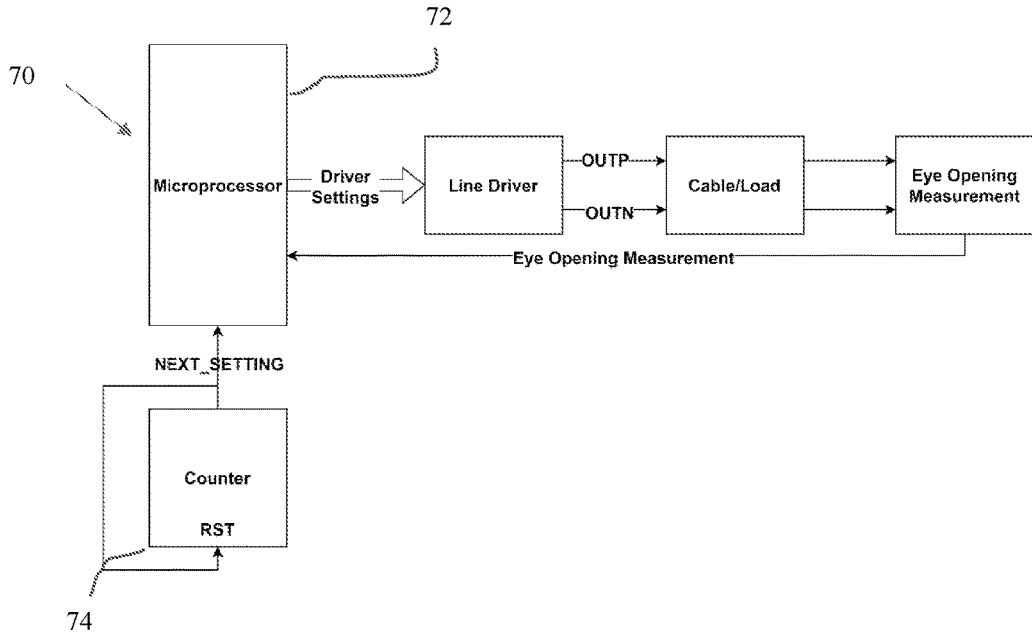 72
70
Microprocessor
Driver
Settings
Line Driver
OUTP
OUTN
Cable/Load
Eye Opening
Measurement
Eye Opening Measurement
NEXT_SETTING
Counter
RST
74